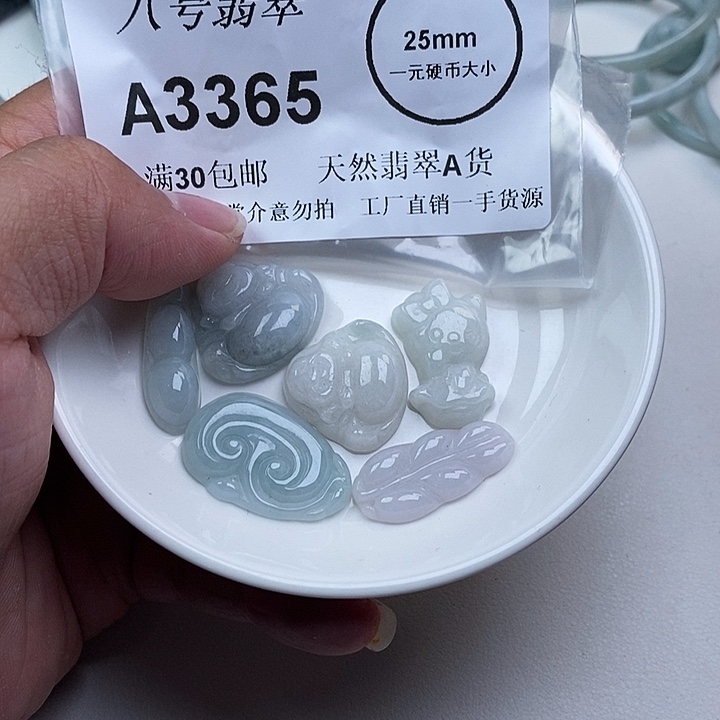 八号翡翠
25mm
一元硬币大小
A3365
满30包邮 天然翡翠A货
介意勿拍 工厂直销一手货源